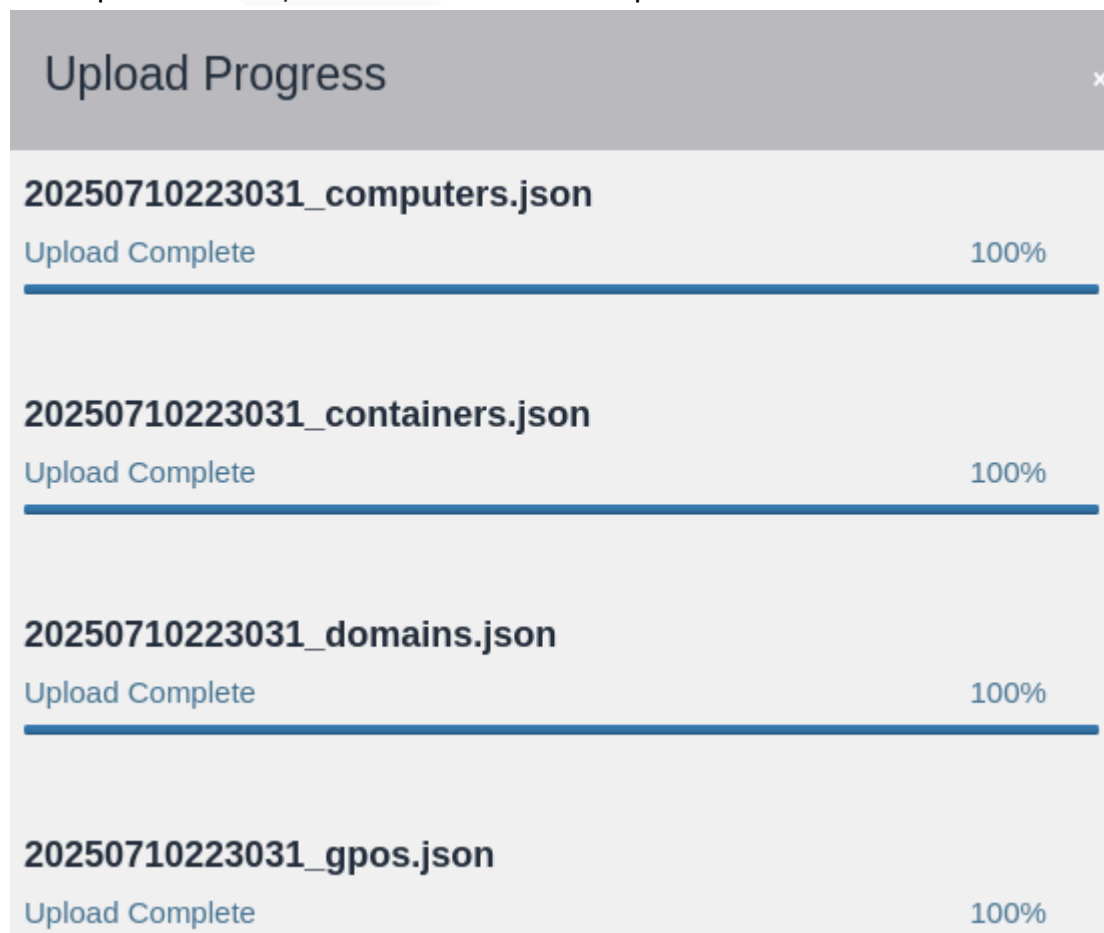 Upload Progress ×
20250710223031_computers.json
Upload Complete 100%
20250710223031_containers.json
Upload Complete 100%
20250710223031_domains.json
Upload Complete 100%
20250710223031_gpos.json
Upload Complete 100%